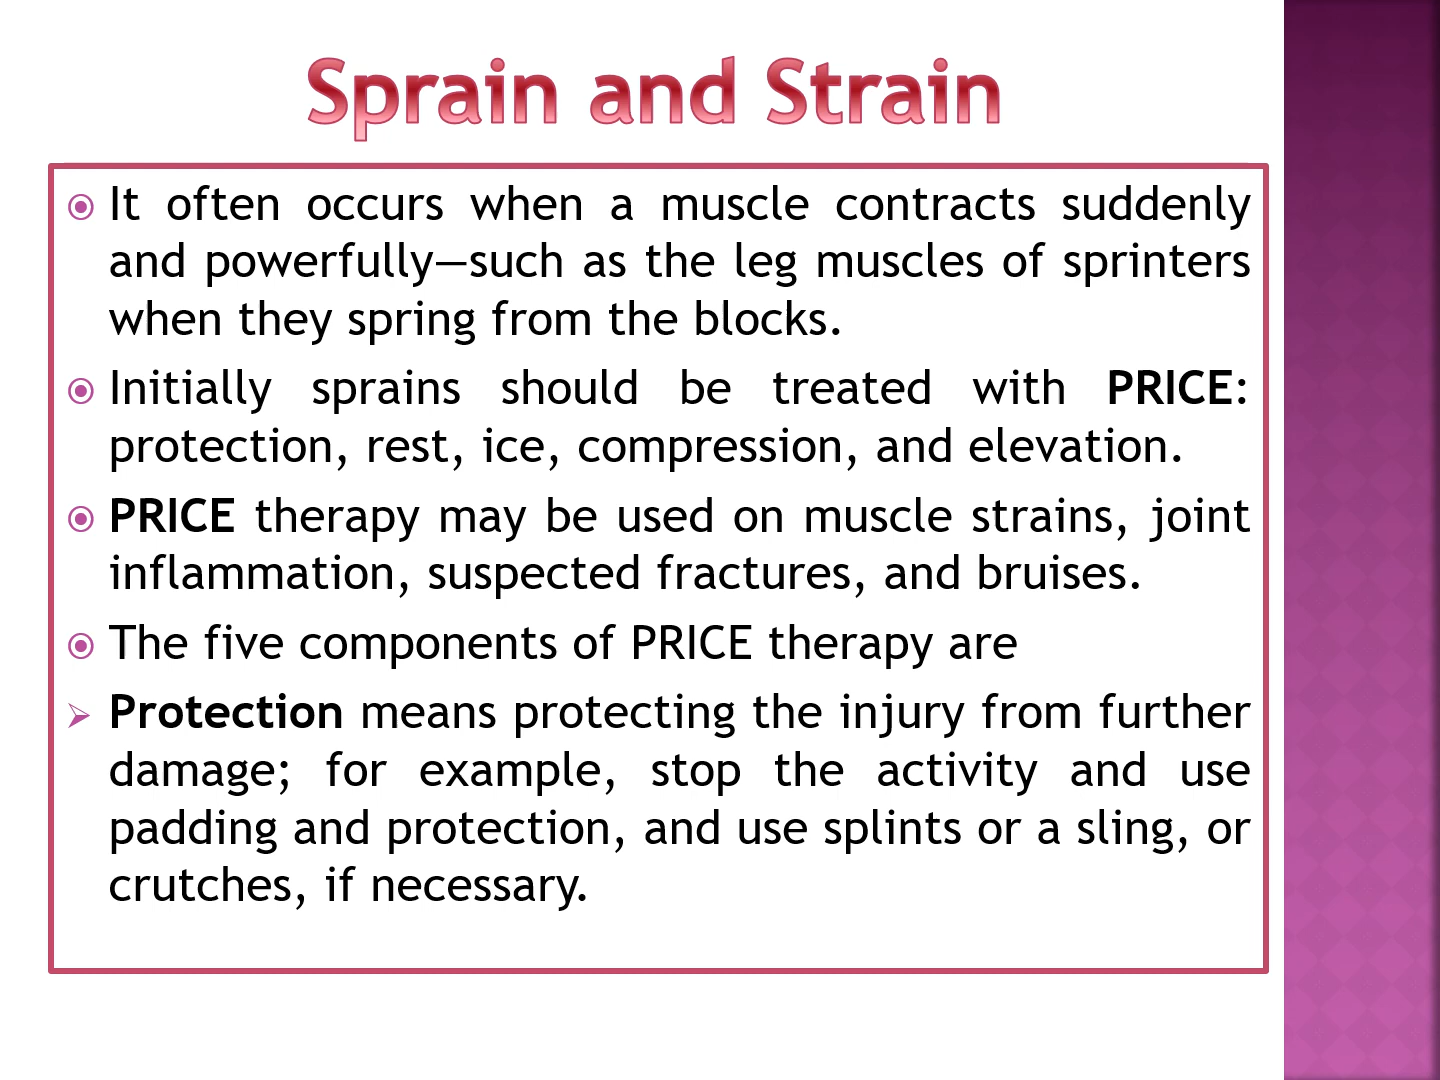 Sprain and Strain
It often occurs when a muscle contracts suddenly
and powerfully—such as the leg muscles of sprinters
when they spring from the blocks.
Initially sprains should be treated with PRICE:
protection, rest, ice, compression, and elevation.
PRICE therapy may be used on muscle strains, joint
inflammation, suspected fractures, and bruises.
The five components of PRICE therapy are
Protection means protecting the injury from further
damage; for example, stop the activity and use
padding and protection, and use splints or a sling, or
crutches, if necessary.